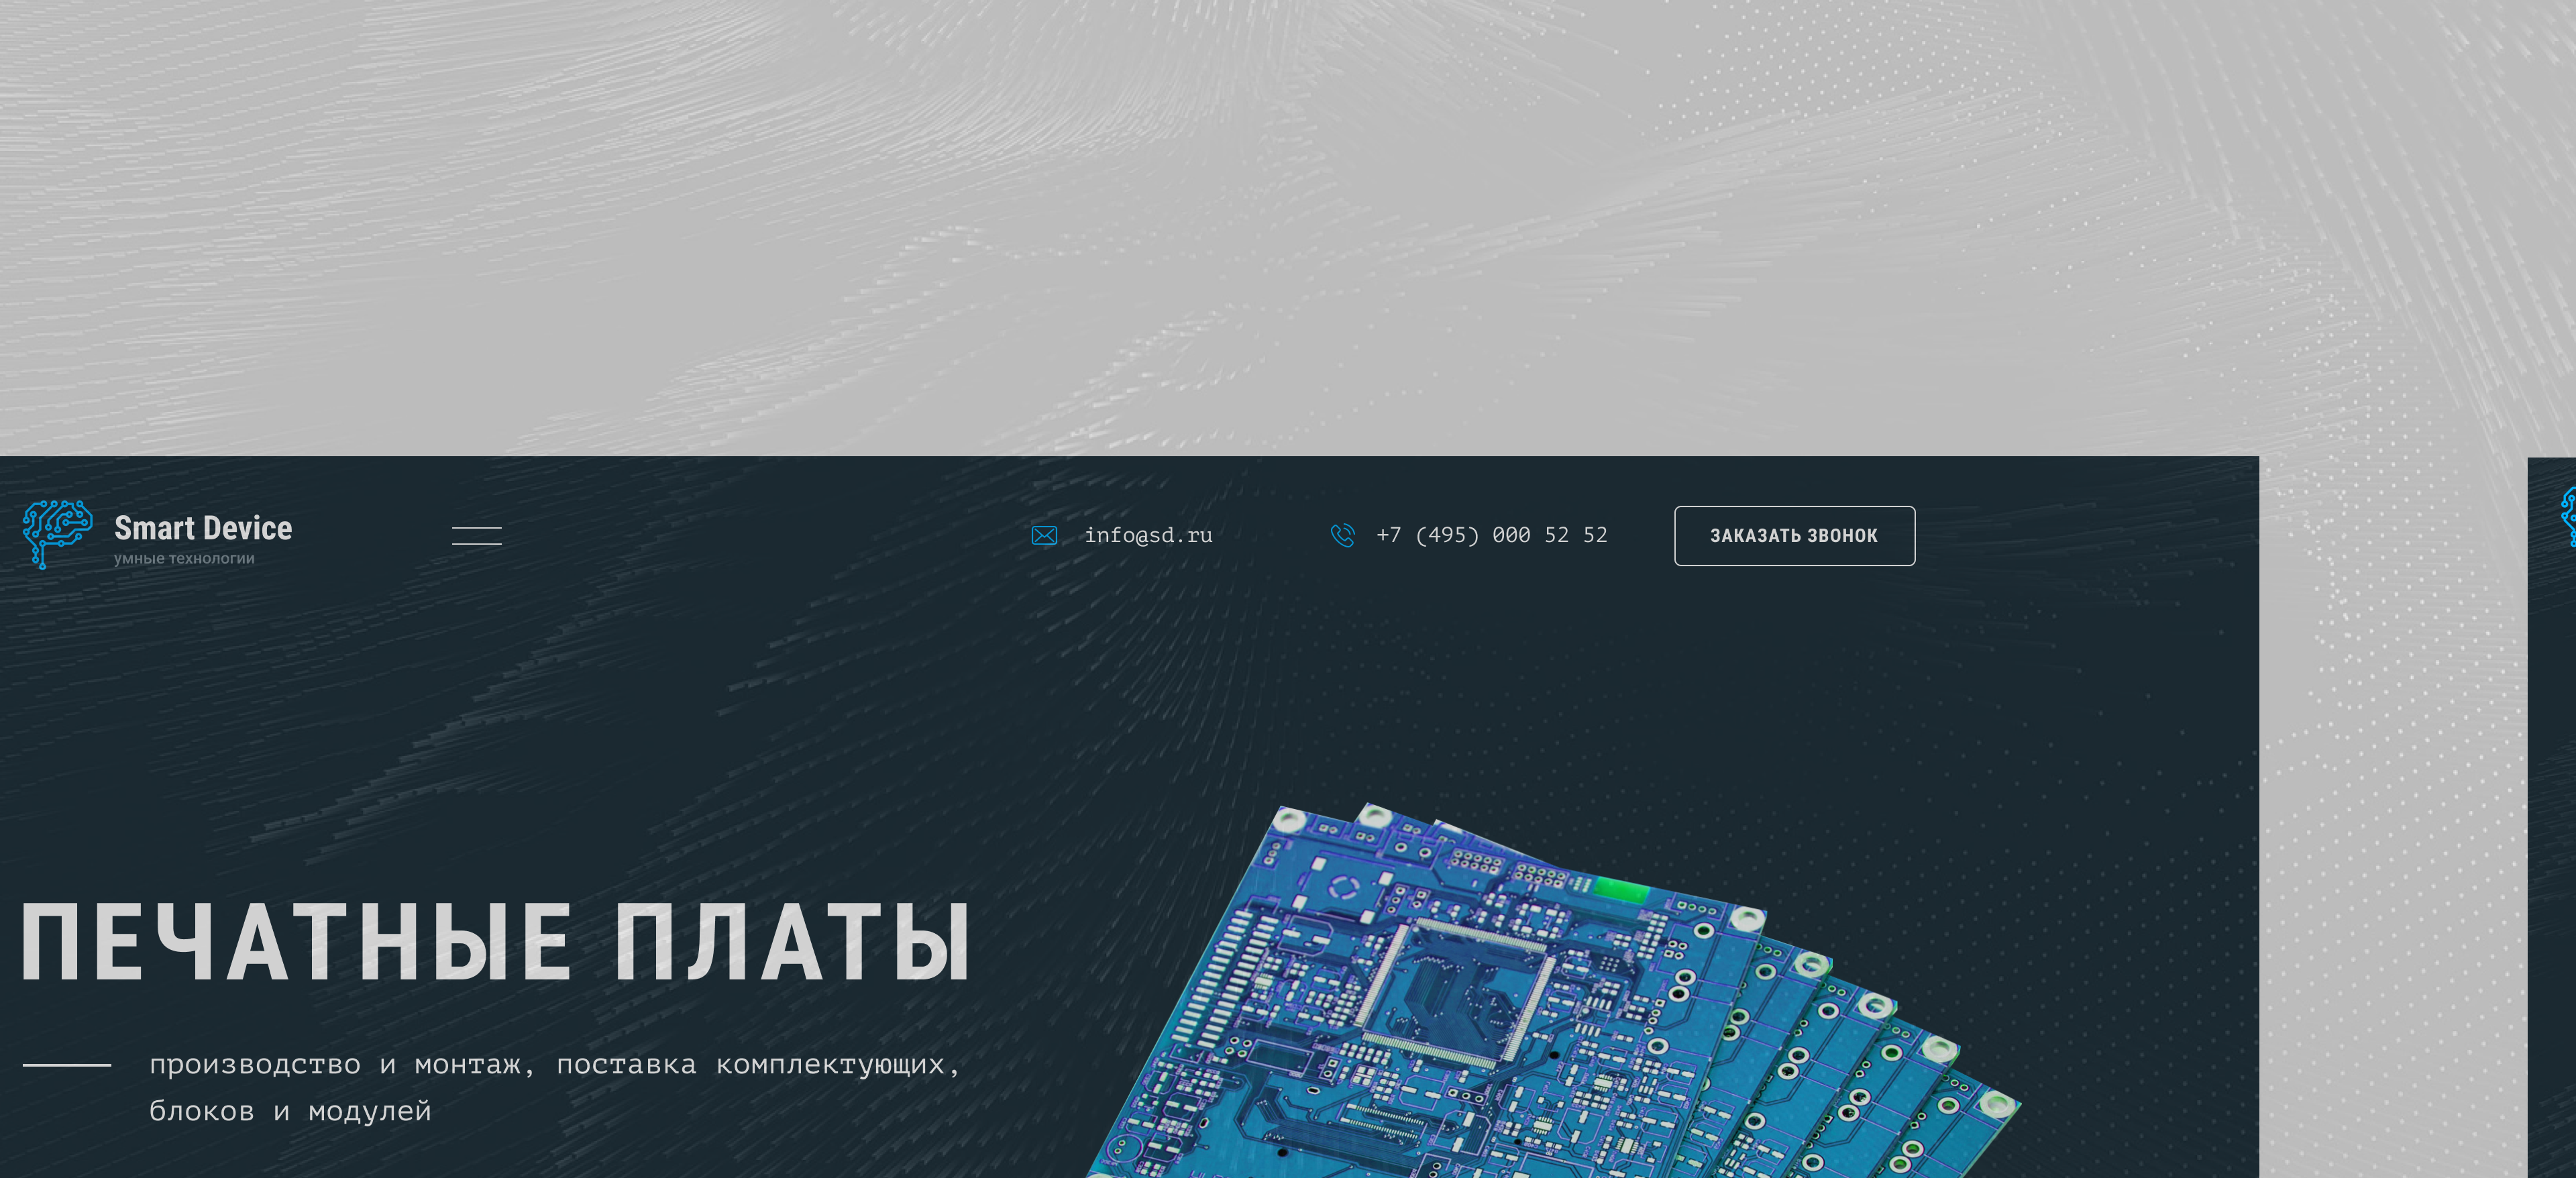 Smart Device
умные технологии
info@sd.ru
+7 (495) 000 52 52
ЗАКАЗАТЬ ЗВОНОК
ПЕЧАТНЫЕ ПЛАТЫ
производство и монтаж, поставка комплектующих,
блоков и модулей